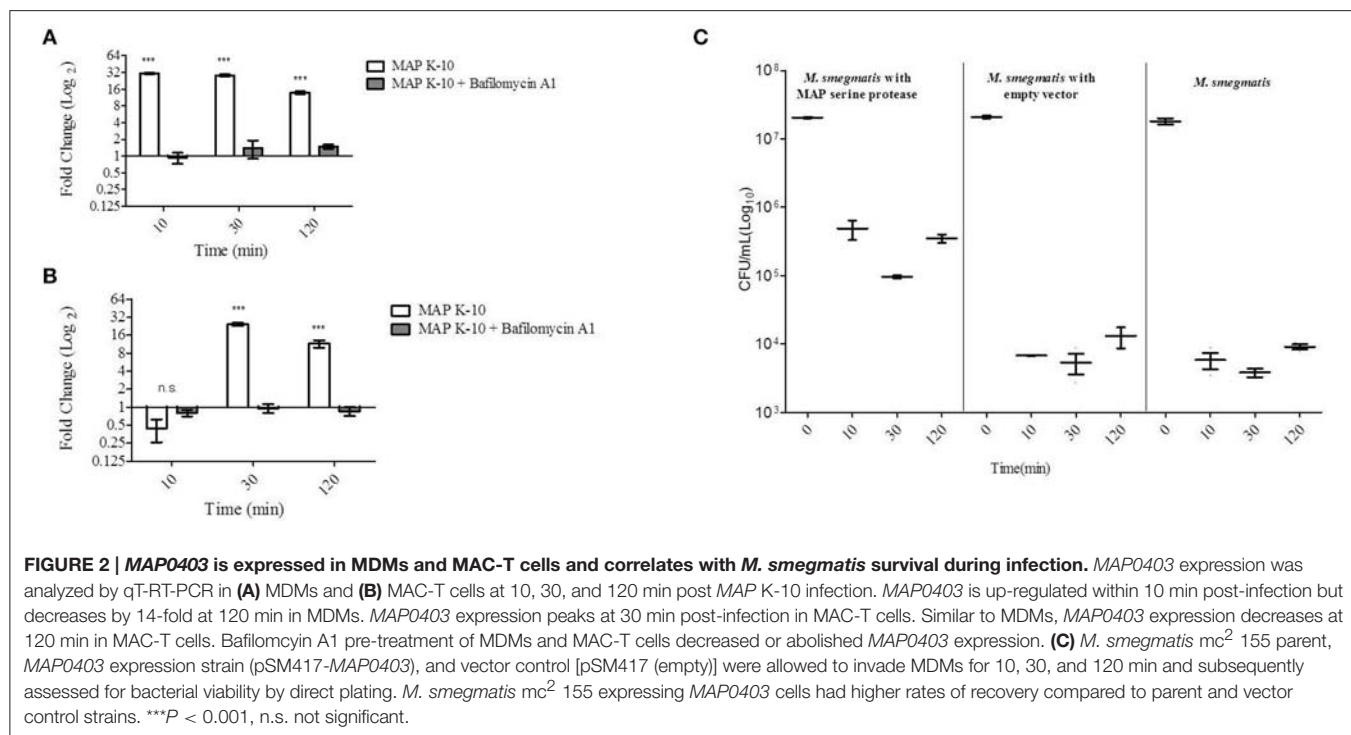 A
Fold Change (Log 2)
64
32
16
8
4
2
1
0.5
0.25
0.125
***
***
***
10
30
120
Time (min)
MAP K-10
MAP K-10 + Bafilomycin A1
B
Fold Change (Log 2)
64
32
16
8
4
2
1
0.5
0.25
0.125
n.s.
***
***
10
30
120
Time (min)
MAP K-10
MAP K-10 + Bafilomycin A1
C
CFU/mL(Log10)
10^8
10^7
10^6
10^5
10^4
10^3
M. smegmatis with
MAP serine protease
M. smegmatis with
empty vector
M. smegmatis
0
10
30
120
0
10
30
120
0
10
30
120
Time(min)
FIGURE 2 | MAP0403 is expressed in MDMs and MAC-T cells and correlates with M. smegmatis survival during infection. MAP0403 expression was
analyzed by qT-RT-PCR in (A) MDMs and (B) MAC-T cells at 10, 30, and 120 min post MAP K-10 infection. MAP0403 is up-regulated within 10 min post-infection but
decreases by 14-fold at 120 min in MDMs. MAP0403 expression peaks at 30 min post-infection in MAC-T cells. Similar to MDMs, MAP0403 expression decreases at
120 min in MAC-T cells. Bafilomcyin A1 pre-treatment of MDMs and MAC-T cells decreased or abolished MAP0403 expression. (C) M. smegmatis mc² 155 parent,
MAP0403 expression strain (pSM417-MAP0403), and vector control [pSM417 (empty)] were allowed to invade MDMs for 10, 30, and 120 min and subsequently
assessed for bacterial viability by direct plating. M. smegmatis mc² 155 expressing MAP0403 cells had higher rates of recovery compared to parent and vector
control strains. ***P < 0.001, n.s. not significant.